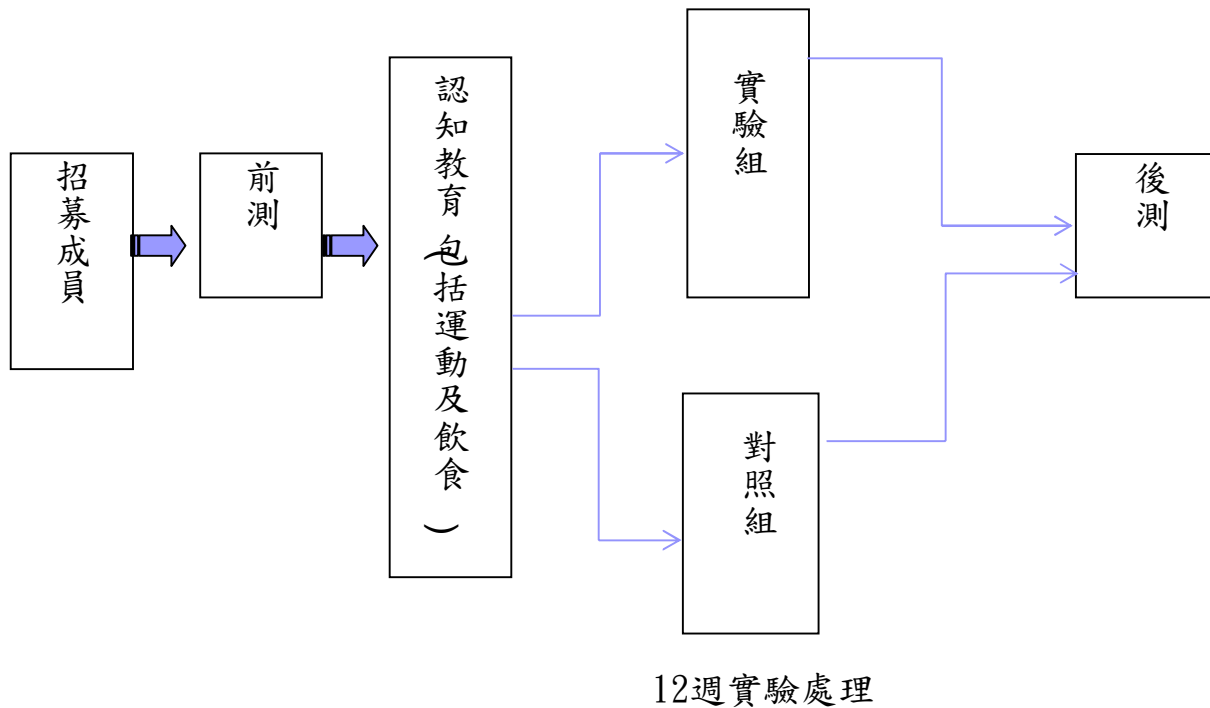 招募成員
前測
認知教育(包括運動及飲食)
實驗組
對照組
後測
12週實驗處理